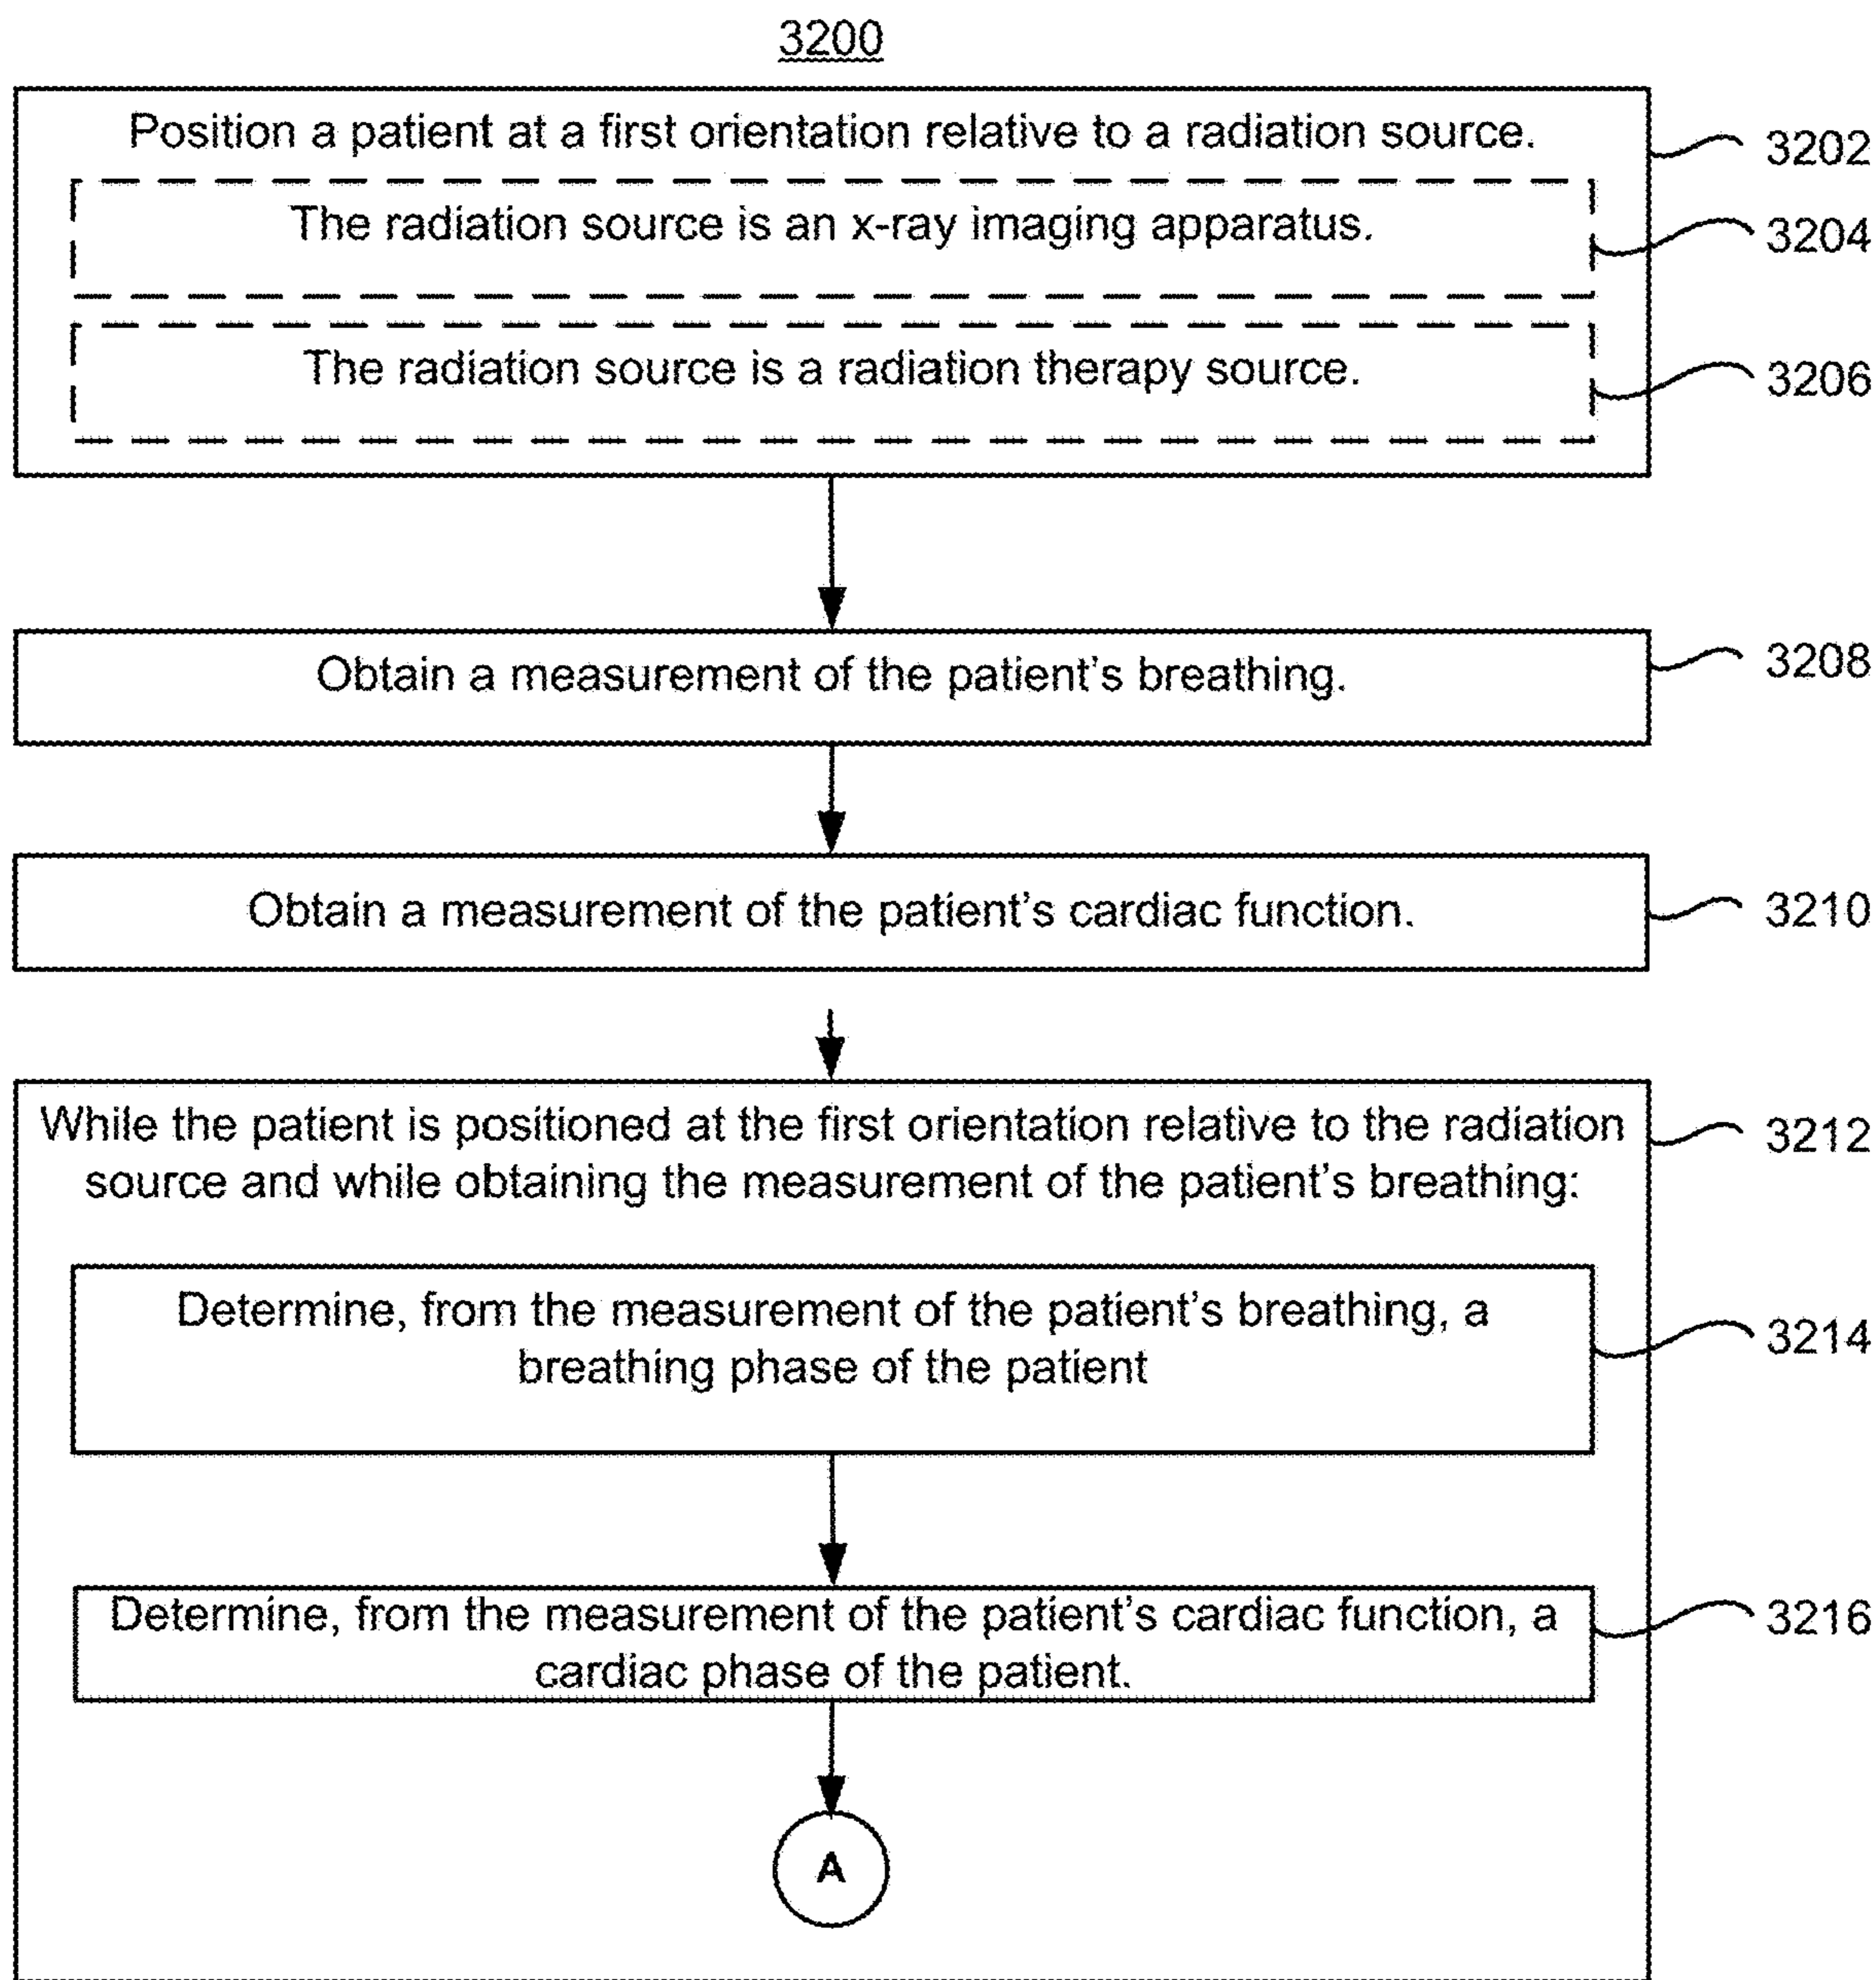 3200
Position a patient at a first orientation relative to a radiation source.
3202
The radiation source is an x-ray imaging apparatus.
3204
The radiation source is a radiation therapy source.
3206
Obtain a measurement of the patient's breathing.
3208
Obtain a measurement of the patient's cardiac function.
3210
While the patient is positioned at the first orientation relative to the radiation
source and while obtaining the measurement of the patient's breathing:
3212
Determine, from the measurement of the patient's breathing, a
breathing phase of the patient
3214
Determine, from the measurement of the patient's cardiac function, a
cardiac phase of the patient.
3216
A